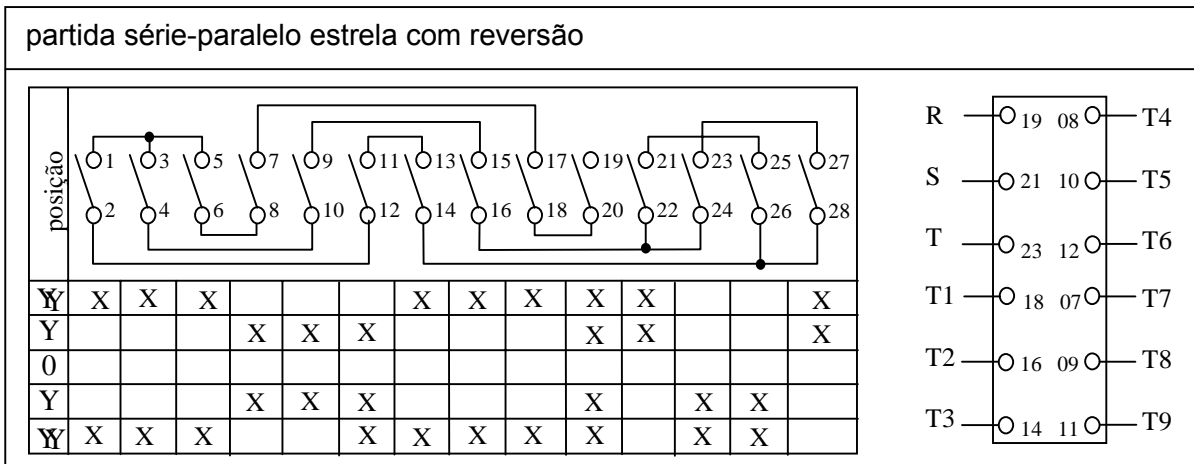 partida série-paralelo estrela com reversão
posição
1 3 5 7 9 11 13 15 17 19 21 23 25 27
2 4 6 8 10 12 14 16 18 20 22 24 26 28
YY X X X X X X X X X
Y X X X X X X
0
Y X X X X X X
YY X X X X X X X X X X
R 19 08 T4
S 21 10 T5
T 23 12 T6
T1 18 07 T7
T2 16 09 T8
T3 14 11 T9